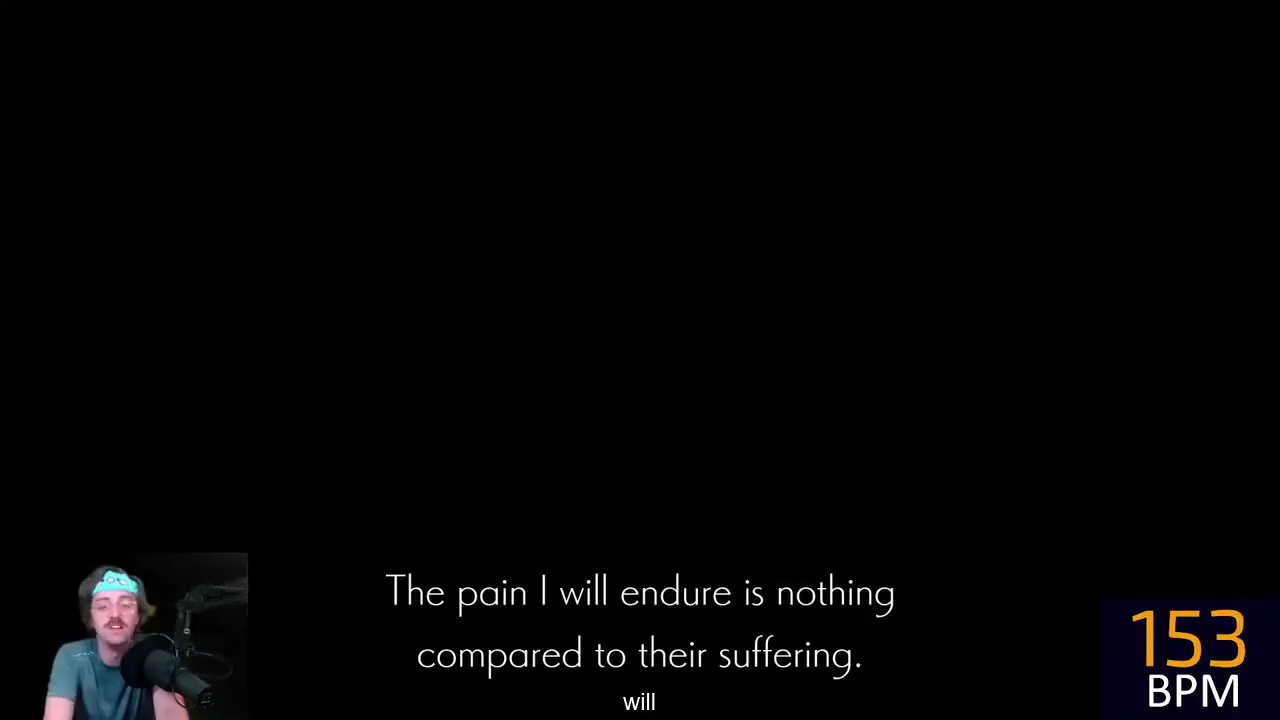 The pain I will endure is nothing
compared to their suffering.
will
153
BPM